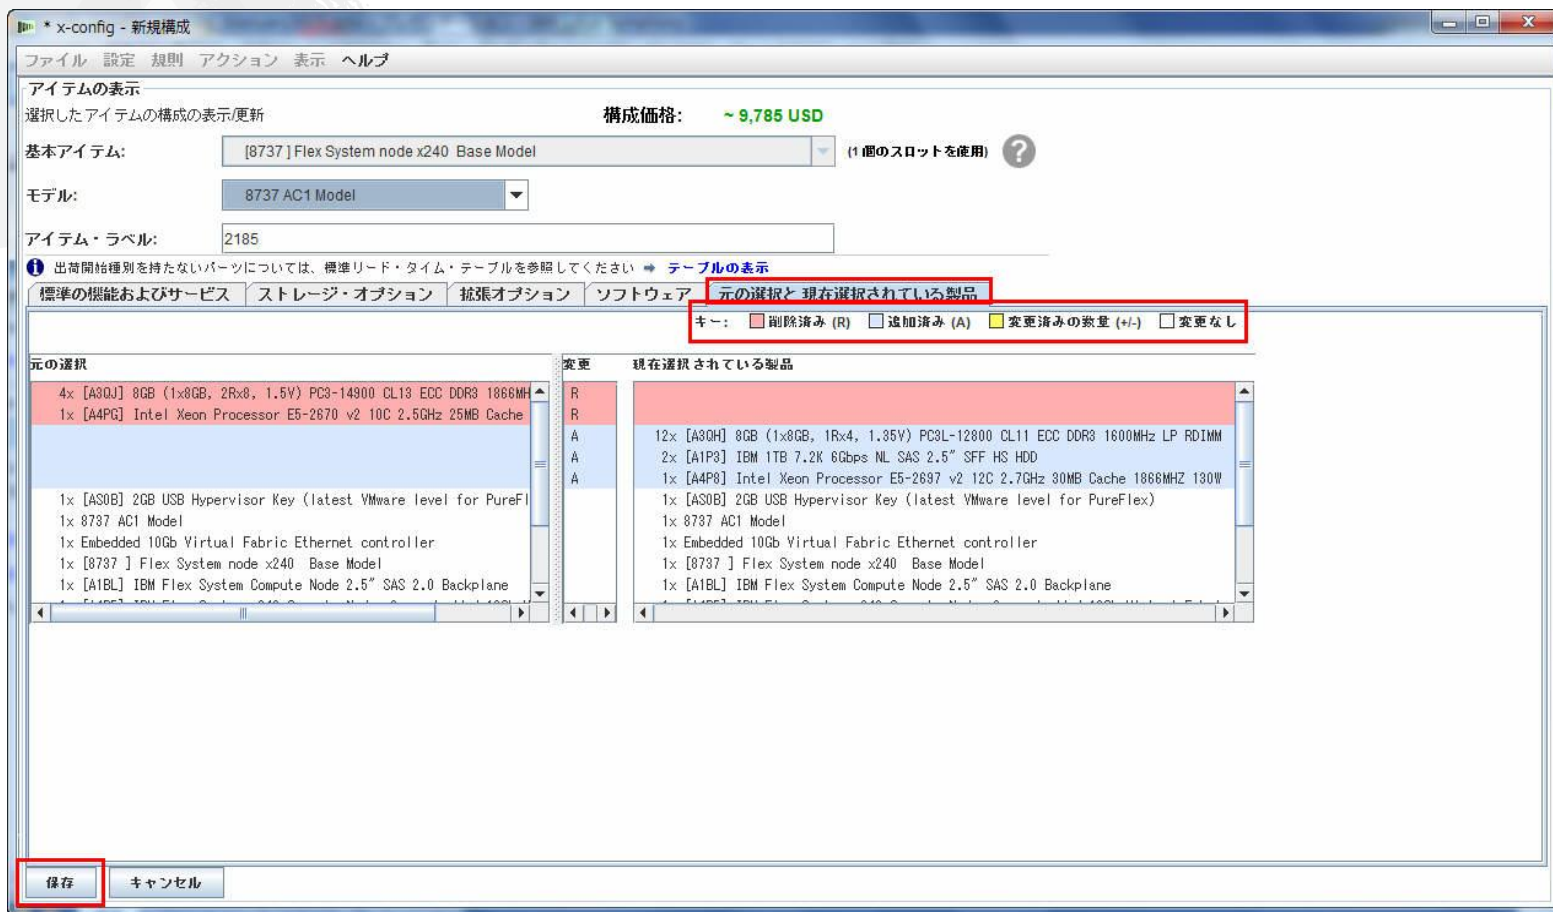 * x-config - 新規構成
ファイル 設定 規則 アクション 表示 ヘルプ
アイテムの表示
選択したアイテムの構成の表示/更新 構成価格: ~ 9,785 USD
基本アイテム: [8737 ] Flex System node x240 Base Model (1 個のスロットを使用) ?
モデル: 8737 AC1 Model
アイテム・ラベル: 2185
出荷開始種別を持たないパーツについては、標準リード・タイム・テーブルを参照してください ➡ テーブルの表示
標準の機能およびサービス ストレージ・オプション 拡張オプション ソフトウェア 元の選択と 現在選択されている製品
キー: 削除済み (R) 追加済み (A) 変更済みの数量 (+/-) 変更なし
元の選択 変更 現在選択されている製品
4x [A3QJ] 8GB (1x8GB, 2Rx8, 1.5V) PC3-14900 CL13 ECC DDR3 1866MH R
1x [A4PG] Intel Xeon Processor E5-2670 v2 10C 2.5GHz 25MB Cache R
A 12x [A3QH] 8GB (1x8GB, 1Rx4, 1.35V) PC3L-12800 CL11 ECC DDR3 1600MHz LP RDIMM
A 2x [A1P3] IBM 1TB 7.2K 6Gbps NL SAS 2.5" SFF HS HDD
A 1x [A4P8] Intel Xeon Processor E5-2697 v2 12C 2.7GHz 30MB Cache 1866MHZ 130W
1x [AS0B] 2GB USB Hypervisor Key (latest VMware level for PureFl 1x [AS0B] 2GB USB Hypervisor Key (latest VMware level for PureFlex)
1x 8737 AC1 Model 1x 8737 AC1 Model
1x Embedded 10Gb Virtual Fabric Ethernet controller 1x Embedded 10Gb Virtual Fabric Ethernet controller
1x [8737 ] Flex System node x240 Base Model 1x [8737 ] Flex System node x240 Base Model
1x [A1BL] IBM Flex System Compute Node 2.5" SAS 2.0 Backplane 1x [A1BL] IBM Flex System Compute Node 2.5" SAS 2.0 Backplane
保存 キャンセル